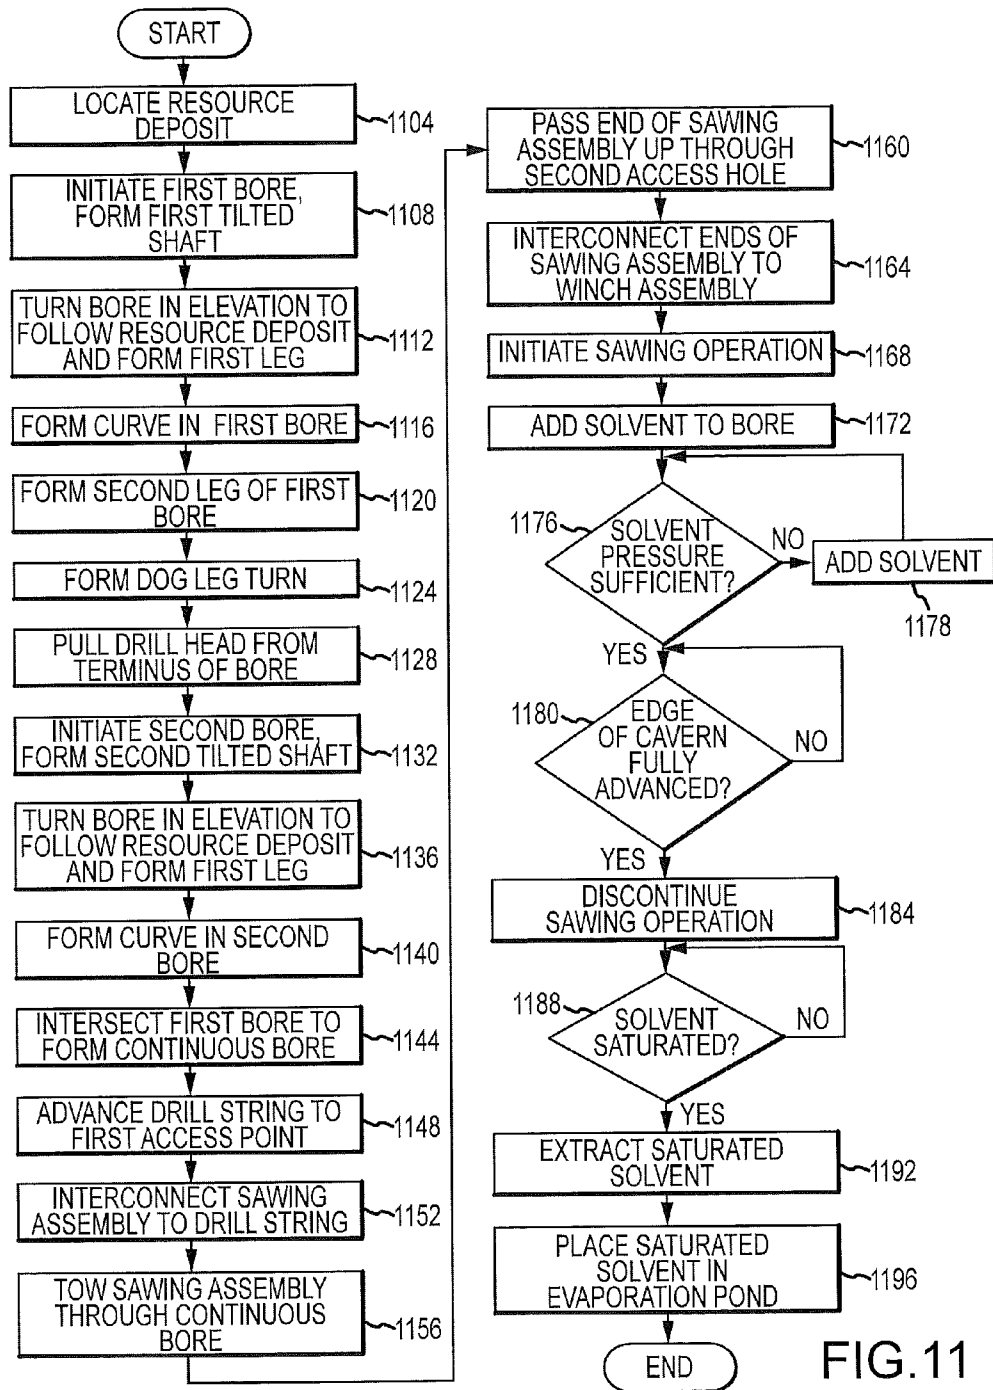 START
LOCATE RESOURCE
DEPOSIT
1104
INITIATE FIRST BORE,
FORM FIRST TILTED
SHAFT
1108
TURN BORE IN ELEVATION TO
FOLLOW RESOURCE DEPOSIT
AND FORM FIRST LEG
1112
FORM CURVE IN FIRST BORE
1116
FORM SECOND LEG OF FIRST
BORE
1120
FORM DOG LEG TURN
1124
PULL DRILL HEAD FROM
TERMINUS OF BORE
1128
INITIATE SECOND BORE,
FORM SECOND TILTED SHAFT
1132
TURN BORE IN ELEVATION TO
FOLLOW RESOURCE DEPOSIT
AND FORM FIRST LEG
1136
FORM CURVE IN SECOND
BORE
1140
INTERSECT FIRST BORE TO
FORM CONTINUOUS BORE
1144
ADVANCE DRILL STRING TO
FIRST ACCESS POINT
1148
INTERCONNECT SAWING
ASSEMBLY TO DRILL STRING
1152
TOW SAWING ASSEMBLY
THROUGH CONTINUOUS
BORE
1156
PASS END OF SAWING
ASSEMBLY UP THROUGH
SECOND ACCESS HOLE
1160
INTERCONNECT ENDS OF
SAWING ASSEMBLY TO
WINCH ASSEMBLY
1164
INITIATE SAWING OPERATION
1168
ADD SOLVENT TO BORE
1172
1176
SOLVENT
PRESSURE
SUFFICIENT?
NO
ADD SOLVENT
1178
YES
1180
EDGE
OF CAVERN
FULLY
ADVANCED?
NO
YES
DISCONTINUE
SAWING OPERATION
1184
1188
SOLVENT
SATURATED?
NO
YES
EXTRACT SATURATED
SOLVENT
1192
PLACE SATURATED
SOLVENT IN
EVAPORATION POND
1196
END
FIG.11